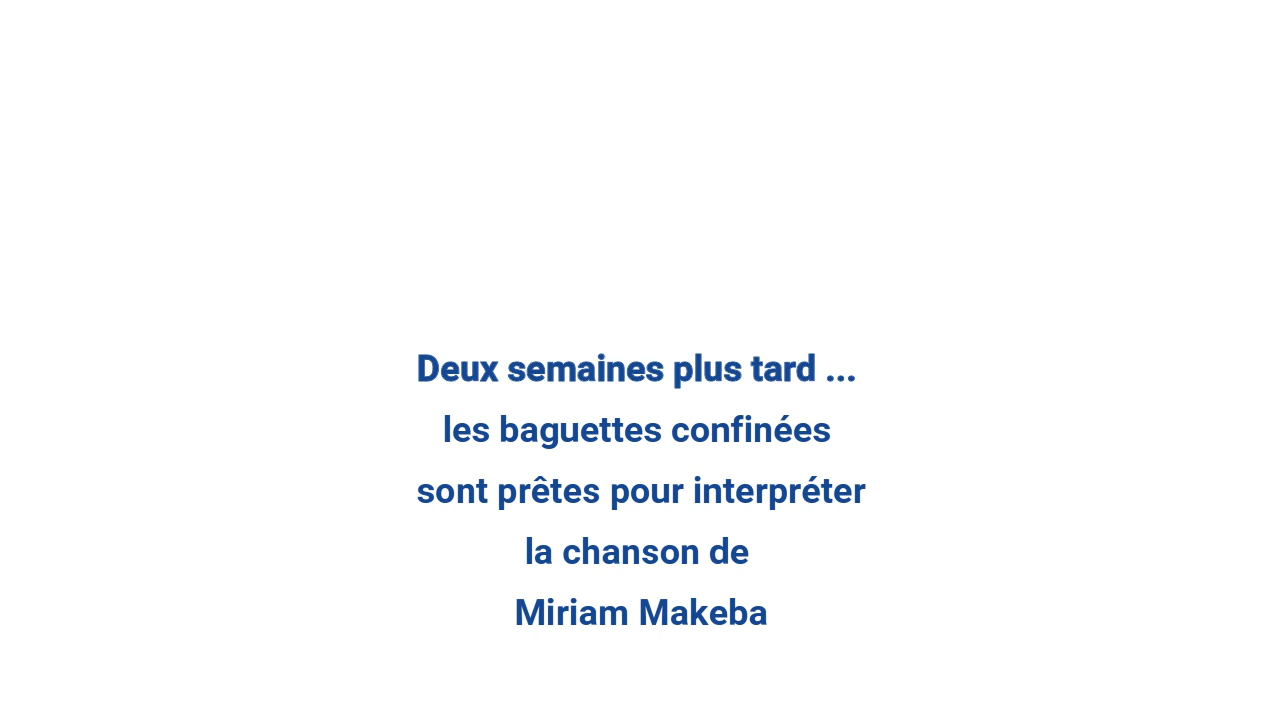 Deux semaines plus tard ...
les baguettes confinées
sont prêtes pour interpréter
la chanson de
Miriam Makeba